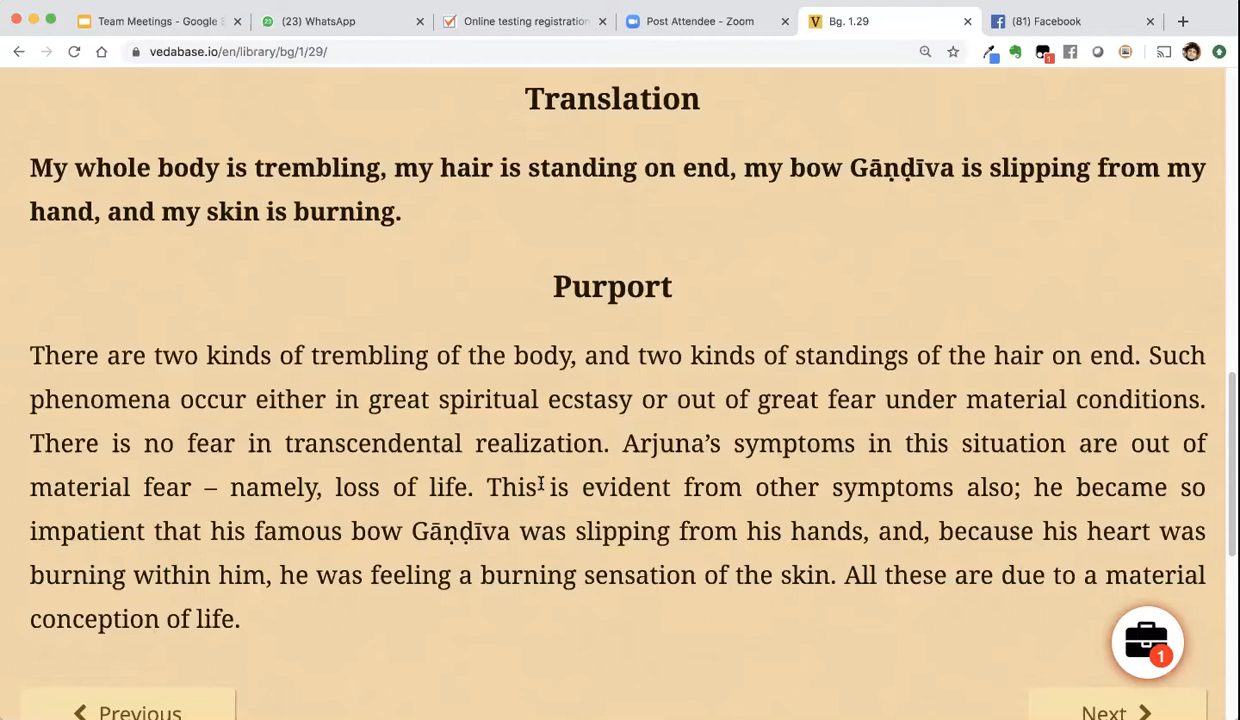 Team Meetings - Google
(23) WhatsApp
Online testing registration
Post Attendee - Zoom
Bg. 1.29
(81) Facebook
vedabase.io/en/library/bg/1/29/
Translation
My whole body is trembling, my hair is standing on end, my bow Gāṇḍīva is slipping from my
hand, and my skin is burning.
Purport
There are two kinds of trembling of the body, and two kinds of standings of the hair on end. Such
phenomena occur either in great spiritual ecstasy or out of great fear under material conditions.
There is no fear in transcendental realization. Arjuna’s symptoms in this situation are out of
material fear – namely, loss of life. This is evident from other symptoms also; he became so
impatient that his famous bow Gāṇḍīva was slipping from his hands, and, because his heart was
burning within him, he was feeling a burning sensation of the skin. All these are due to a material
conception of life.
1
Previous
Next